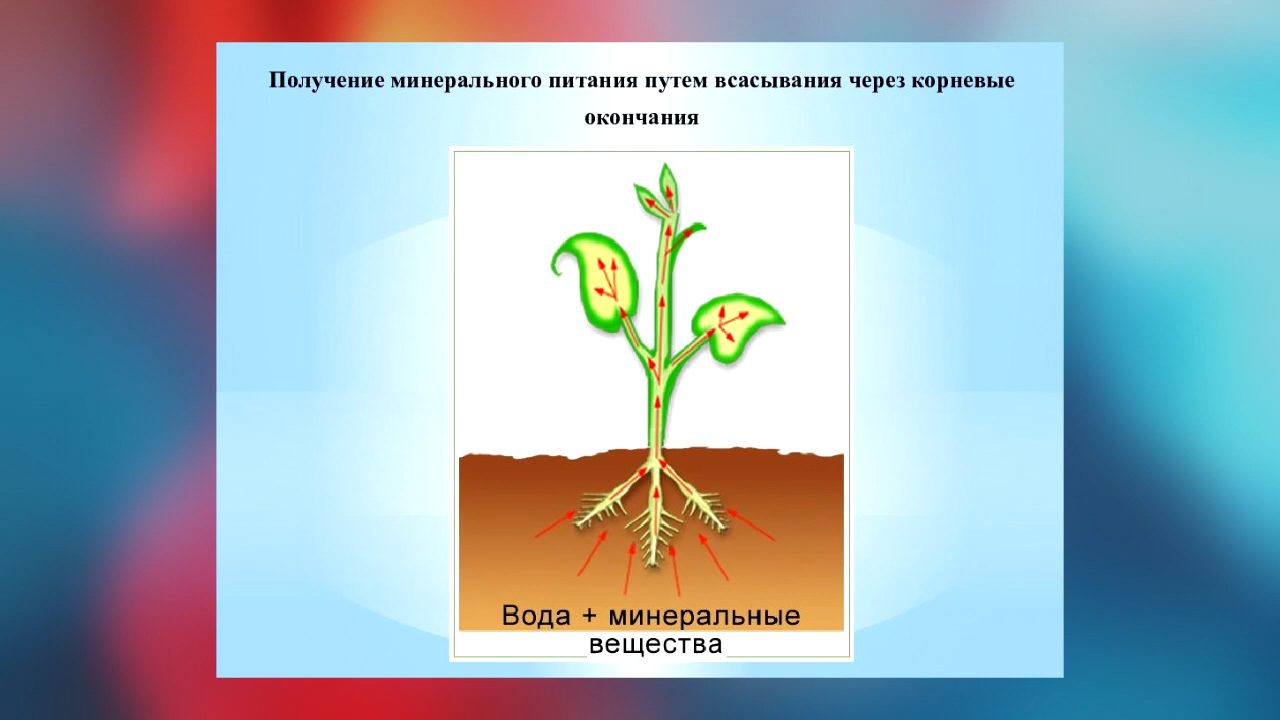 Получение минерального питания путем всасывания через корневые
окончания
Вода + минеральные
вещества